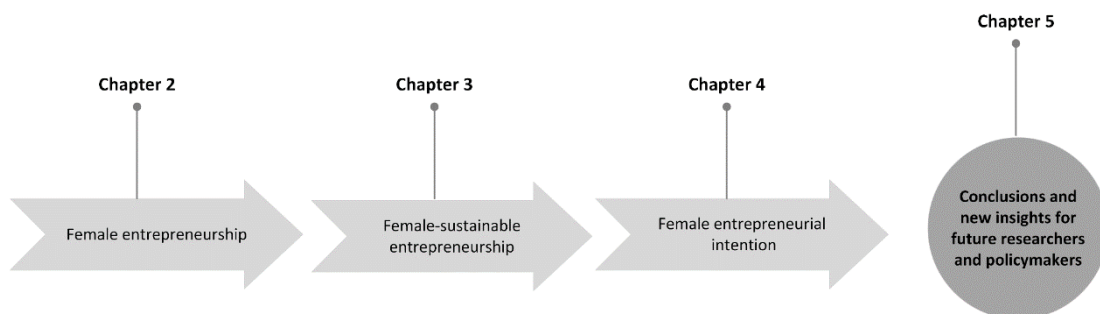 Chapter 5
Chapter 2
Chapter 3
Chapter 4
Female entrepreneurship
Female-sustainable
entrepreneurship
Female entrepreneurial
intention
Conclusions and
new insights for
future researchers
and policymakers